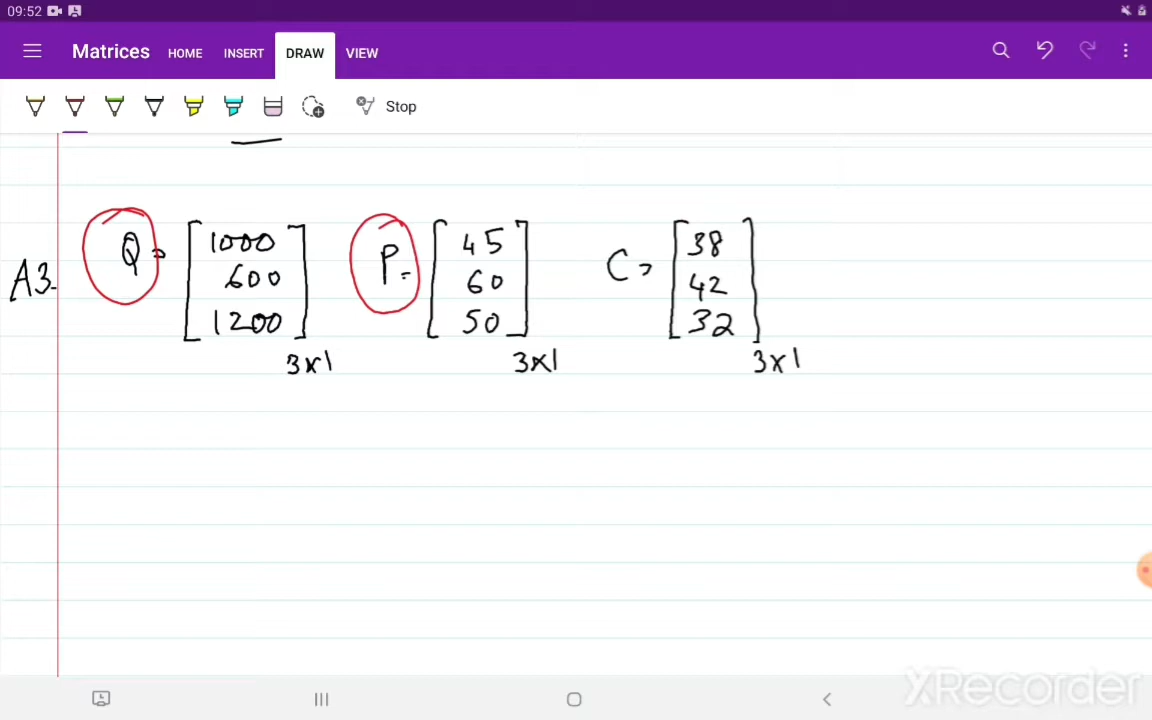 09:52
Matrices HOME INSERT DRAW VIEW
Stop
A3. Q = [1000 600 1200] 3x1 P = [45 60 50] 3x1 C = [38 42 32] 3x1
XRecorder